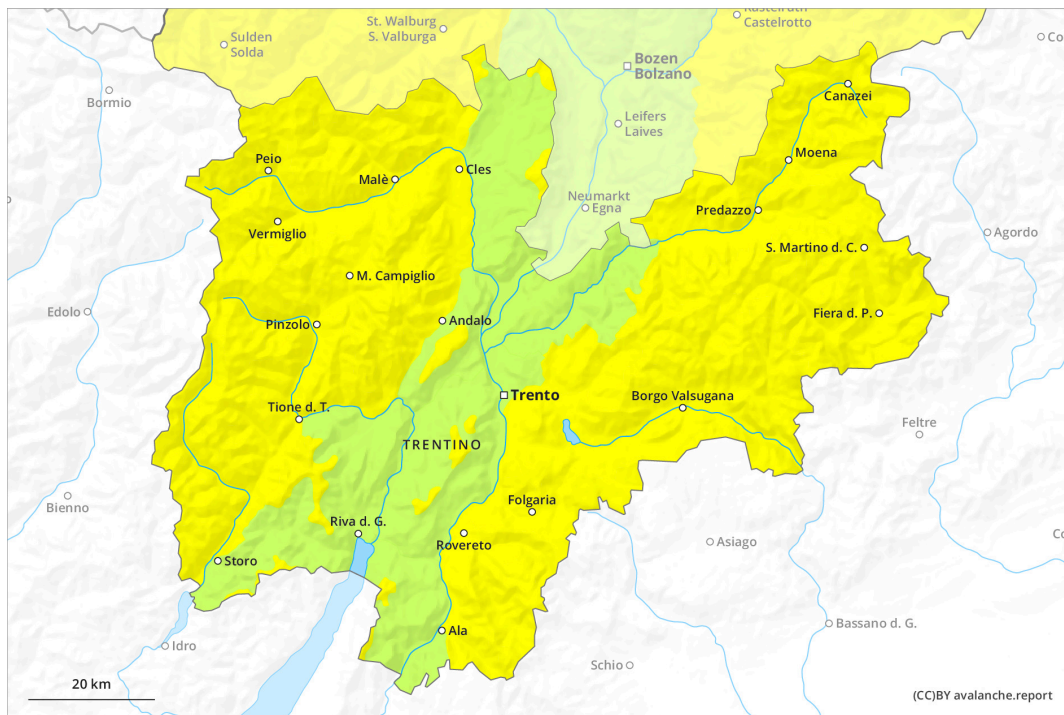 Kastelruth
Castelrotto
St. Walburg
S. Valburga
Sulden
Solda
Co
Bozen
Bolzano
Bormio
Canazei
Leifers
Laives
Moena
Peio
Malè
Cles
Neumarkt
Egna
Predazzo
Vermiglio
Agordo
S. Martino d. C.
M. Campiglio
Edolo
Fiera d. P.
Andalo
Pinzolo
Trento
Borgo Valsugana
Tione d. T.
Feltre
TRENTINO
Bienno
Folgaria
Riva d. G.
Rovereto
Asiago
Co
Storo
Bassano d. G.
Ala
Idro
Schio
20 km
(CC)BY avalanche.report